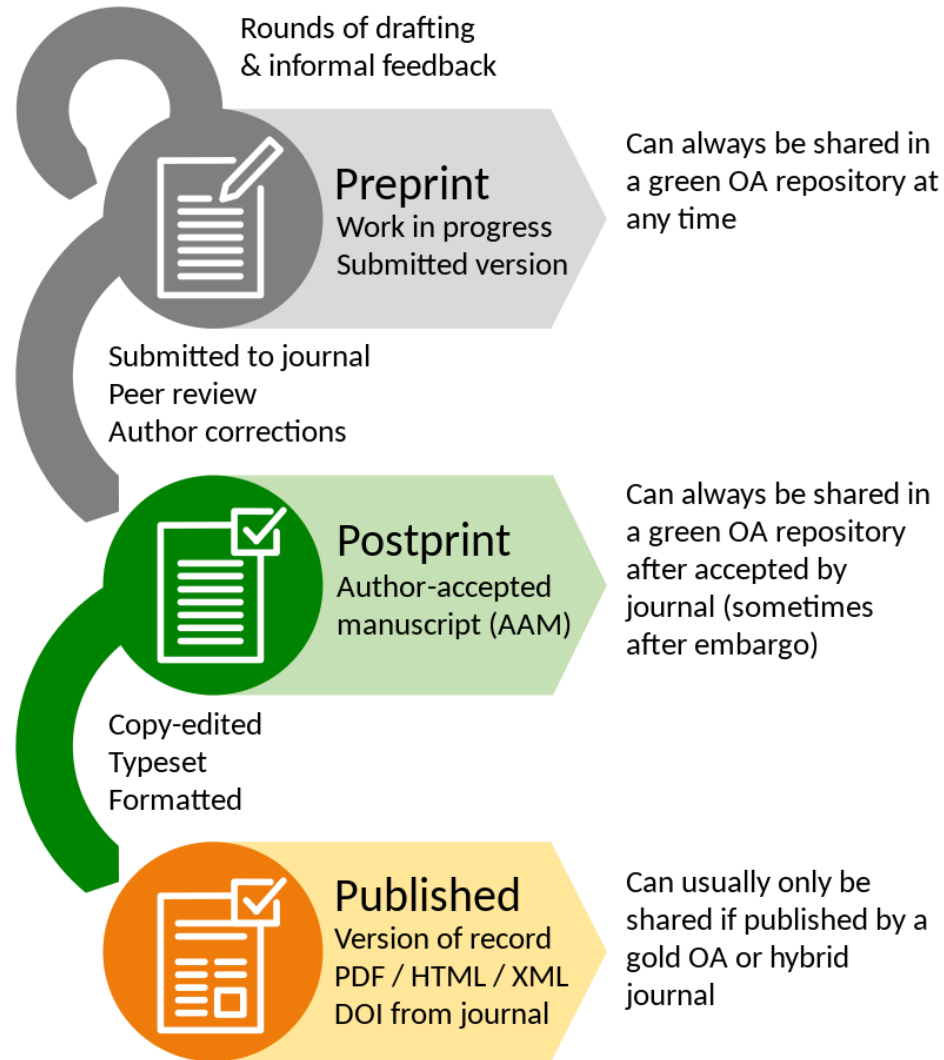 Rounds of drafting
& informal feedback
Preprint
Work in progress
Submitted version
Can always be shared in
a green OA repository at
any time
Submitted to journal
Peer review
Author corrections
Postprint
Author-accepted
manuscript (AAM)
Can always be shared in
a green OA repository
after accepted by
journal (sometimes
after embargo)
Copy-edited
Typeset
Formatted
Published
Version of record
PDF / HTML / XML
DOI from journal
Can usually only be
shared if published by a
gold OA or hybrid
journal